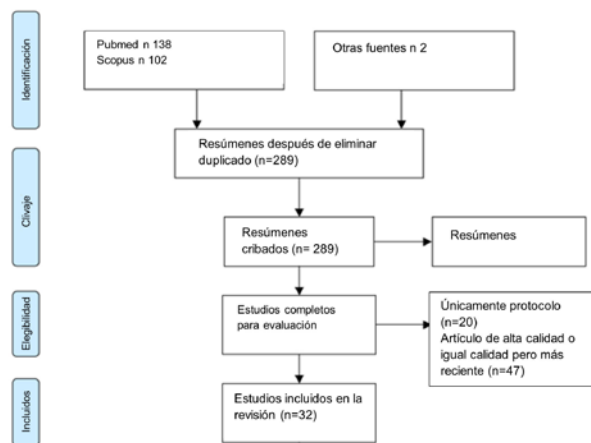 Identificación
Pubmed n 138
Scopus n 102
Otras fuentes n 2
Resúmenes después de eliminar
duplicado (n=289)
Clivaje
Resúmenes
cribados (n= 289)
Resúmenes
Elegibilidad
Estudios completos
para evaluación
Únicamente protocolo
(n=20)
Artículo de alta calidad o
igual calidad pero más
reciente (n=47)
Incluidos
Estudios incluidos en la
revisión (n=32)